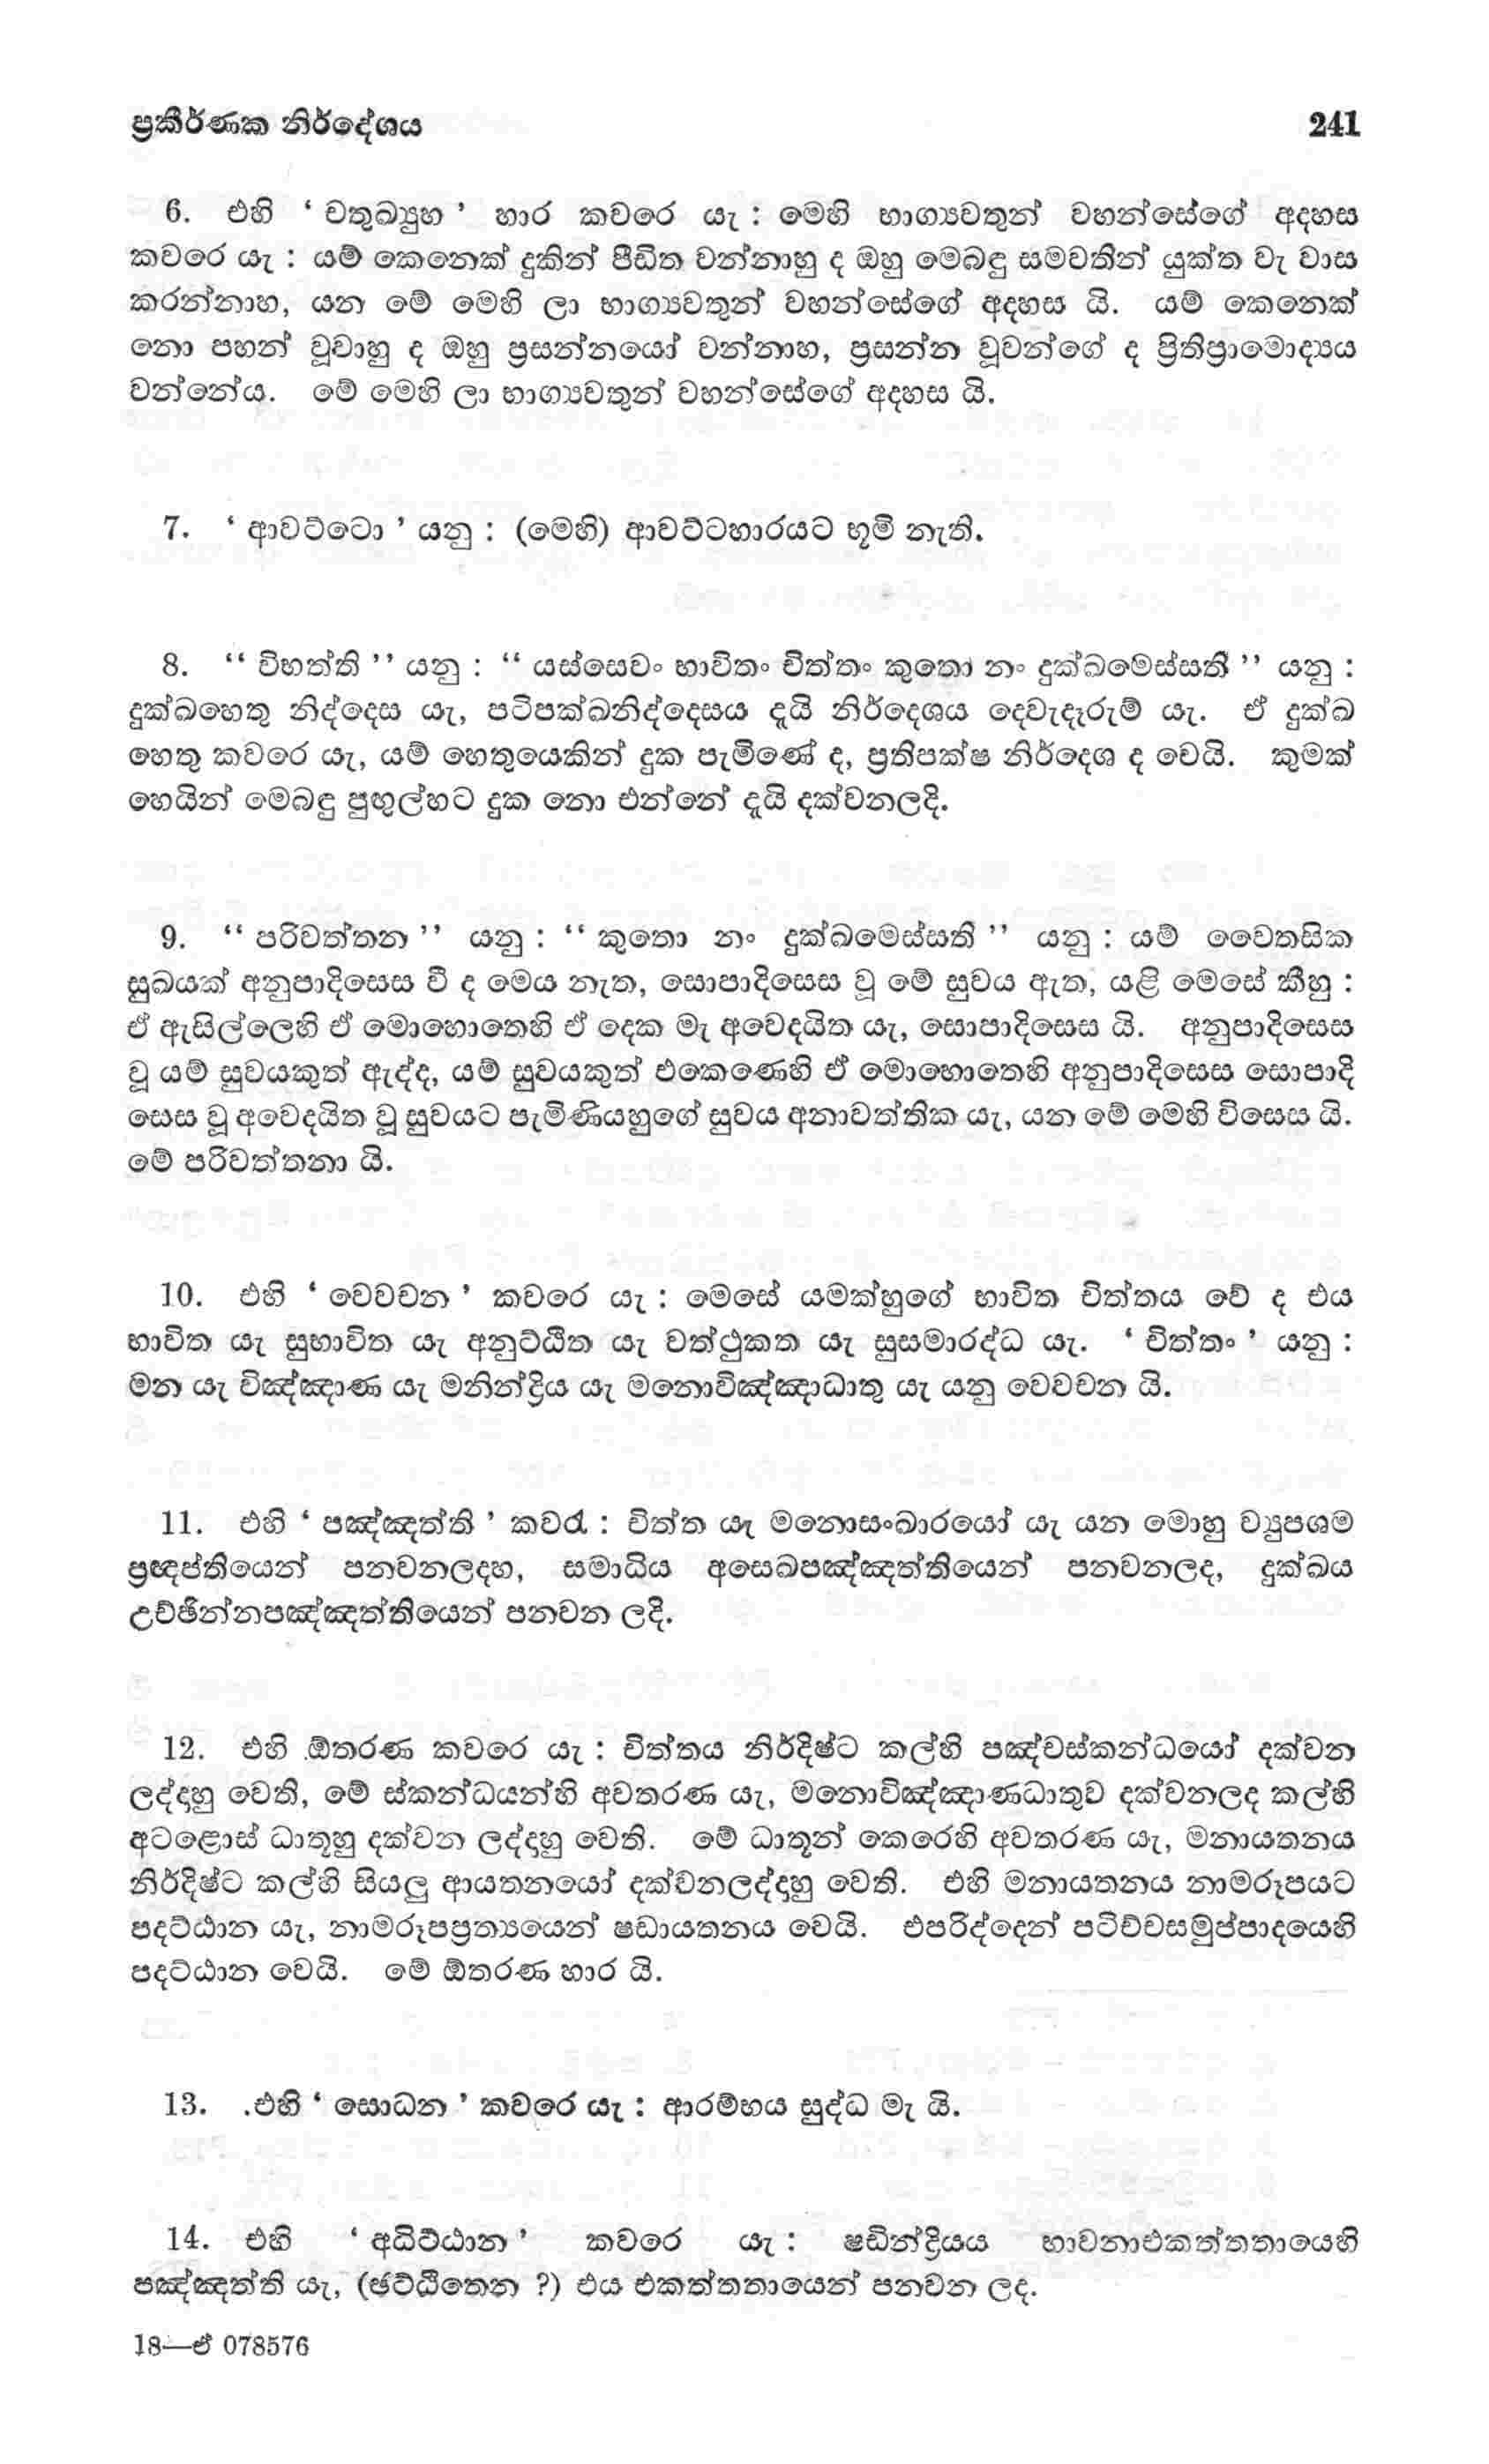 ප්‍රකීර්ණක නිර්දේශය 241
6. එහි ‘ චතුඛ්‍යුහ ’ හාර කවරෙ යැ : මෙහි භාග්‍යවතුන් වහන්සේගේ අදහස
කවරෙ යැ : යම් කෙනෙක් දුකින් පීඩිත වන්නාහු ද ඔහු මෙබඳු සමවතින් යුක්ත වැ වාස
කරන්නාහ, යන මේ මෙහි ලා භාග්‍යවතුන් වහන්සේගේ අදහස යි. යම් කෙනෙක්
නො පහන් වූවාහු ද ඔහු ප්‍රසන්නයෝ වන්නාහ, ප්‍රසන්න වූවන්ගේ ද ප්‍රීතිප්‍රාමොද්‍යය
වන්නේය. මේ මෙහි ලා භාග්‍යවතුන් වහන්සේගේ අදහස යි.
7. ‘ ආවට්ටො ’ යනු : (මෙහි) ආවට්ටහාරයට භූමි නැති.
8. “ විභත්ති ” යනු : “ යස්සෙවං භාවිතං චිත්තං කුතො නං දුක්ඛමෙස්සතී ” යනු :
දුක්ඛහෙතු නිද්දෙස යැ, පටිපක්ඛනිද්දෙසය දැයි නිර්දෙශය දෙවැදෑරුම් යැ. ඒ දුක්ඛ
හෙතු කවරෙ යැ, යම් හෙතුයෙකින් දුක පැමිණේ ද, ප්‍රතිපක්ෂ නිර්දෙශ ද වෙයි. කුමක්
හෙයින් මෙබඳු පුඟුල්හට දුක නො එන්නේ දැයි දක්වනලදි.
9. “ පරිවත්තන ” යනු : “ කුතො නං දුක්ඛමෙස්සති ” යනු : යම් චෛතසික
සුඛයක් අනුපාදිසෙස වී ද මෙය නැත, සොපාදිසෙස වූ මේ සුවය ඇත, යළි මෙසේ කීහු :
ඒ ඇසිල්ලෙහි ඒ මොහොතෙහි ඒ දෙක මැ අවෙදයිත යැ, සොපාදිසෙස යි. අනුපාදිසෙස
වූ යම් සුවයකුත් ඇද්ද, යම් සුවයකුත් එකෙණෙහි ඒ මොහොතෙහි අනුපාදිසෙස සොපාදි
සෙස වූ අවෙදයිත වූ සුවයට පැමිණියහුගේ සුවය අනාවත්තික යැ, යන මේ මෙහි විසෙස යි.
මේ පරිවත්තනා යි.
10. එහි ‘ වෙවචන ’ කවරෙ යැ : මෙසේ යමක්හුගේ භාවිත චිත්තය වේ ද එය
භාවිත යැ සුභාවිත යැ අනුට්ඨිත යැ වත්ථුකත යැ සුසමාරද්ධ යැ. ‘ චිත්තං ’ යනු :
මන යැ විඤ්ඤාණ යැ මනින්ද්‍රිය යැ මනොවිඤ්ඤාධාතු යැ යනු වෙවචන යි.
11. එහි ‘ පඤ්ඤත්ති ’ කවරැ : චිත්ත යැ මනොසංඛාරයෝ යැ යන මොහු ව්‍යුපශම
ප්‍රඥප්තියෙන් පනවනලදහ, සමාධිය අසෙඛපඤ්ඤත්තියෙන් පනවනලද, දුක්ඛය
උච්ඡින්නපඤ්ඤත්තියෙන් පනවන ලදි.
12. එහි ඕතරණ කවරෙ යැ : චිත්තය නිර්දිෂ්ට කල්හි පඤ්චස්කන්ධයෝ දක්වන
ලද්දාහු වෙති, මේ ස්කන්ධයන්හි අවතරණ යැ, මනොවිඤ්ඤාණධාතුව දක්වනලද කල්හි
අටළොස් ධාතූහු දක්වන ලද්දාහු වෙති. මේ ධාතූන් කෙරෙහි අවතරණ යැ, මනායතනය
නිර්දිෂ්ට කල්හි සියලු ආයතනයෝ දක්වනලද්දාහු වෙති. එහි මනායතනය නාමරූපයට
පදට්ඨාන යැ, නාමරූපප්‍රත්‍යයෙන් ෂඩායතනය වෙයි. එපරිද්දෙන් පටිච්චසමුප්පාදයෙහි
පදට්ඨාන වෙයි. මේ ඕතරණ හාර යි.
13. .එහි ‘ සොධන ’ කවරෙ යැ : ආරම්භය සුද්ධ මැ යි.
14. එහි ‘ අධිට්ඨාන ’ කවරෙ යැ : ෂඩින්ද්‍රියය භාවනාඑකත්තතායෙහි
පඤ්ඤත්ති යැ, (ඡට්ඨිතෙන ?) එය එකත්තතායෙන් පනවන ලද.
18—ඒ 078576